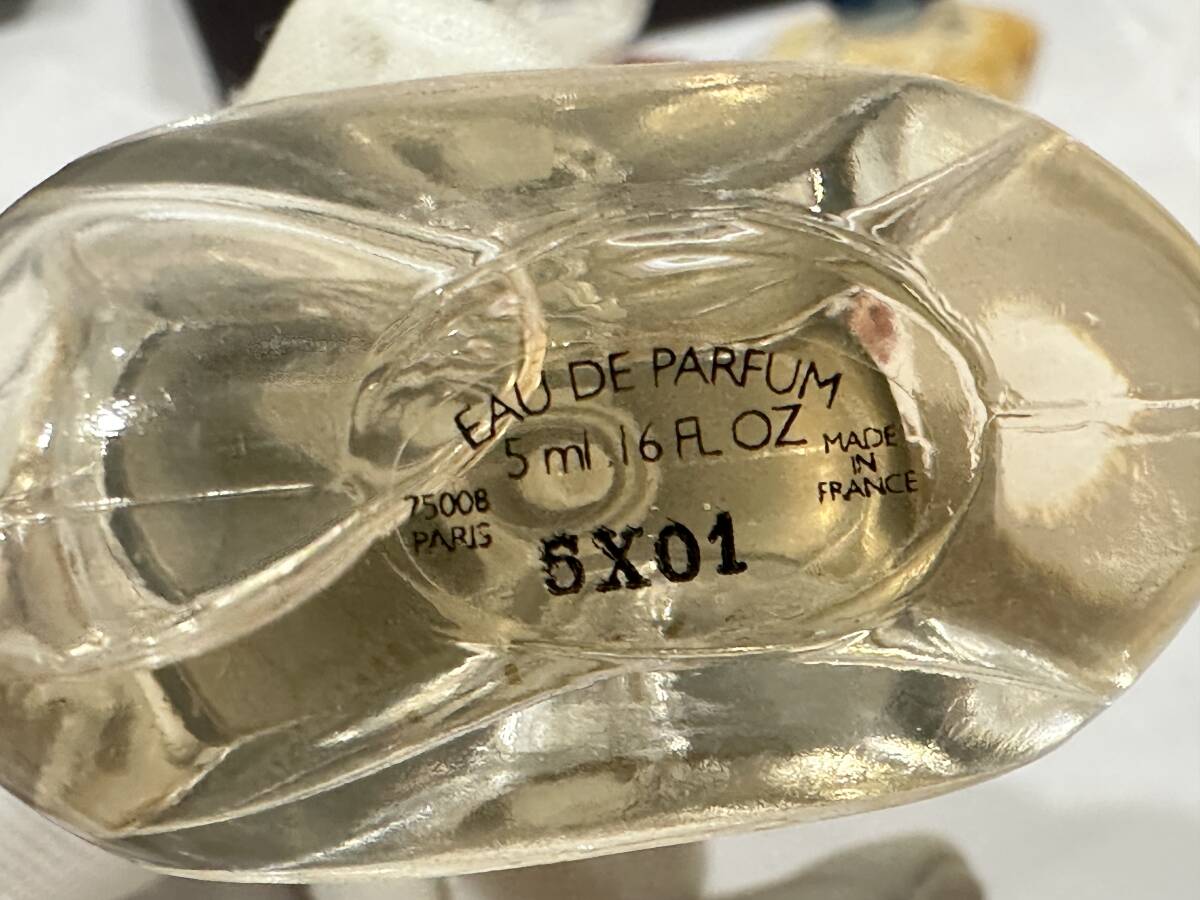 EAU DE PARFUM
5 ml .16 FL OZ
MADE
IN
FRANCE
75008
PARIS
5X01